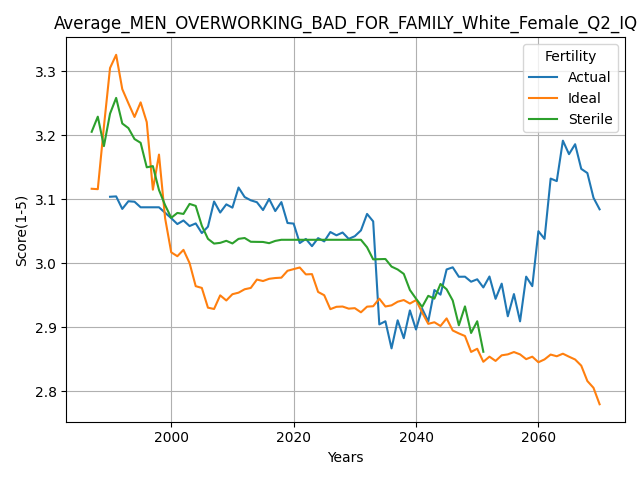 Average_MEN_OVERWORKING_BAD_FOR_FAMILY_White_Female_Q2_IQ
Fertility
Actual
Ideal
Sterile
3.3
3.2
3.1
3.0
2.9
2.8
Score(1-5)
2000
2020
2040
2060
Years